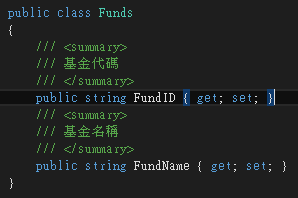 public class Funds
{
/// <summary>
/// 基金代碼
/// </summary>
public string FundID { get; set; }
/// <summary>
/// 基金名稱
/// </summary>
public string FundName { get; set; }
}